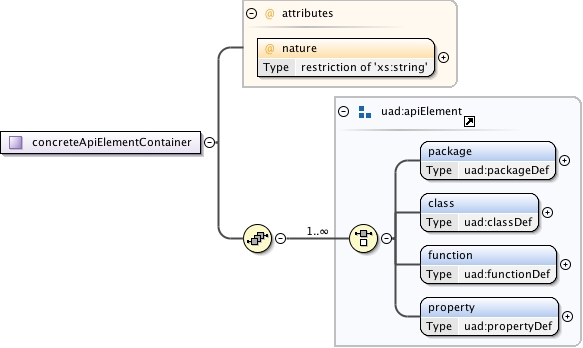 @ attributes
@ nature
Type restriction of 'xs:string'
uad:apiElement
concreteApiElementContainer
package
Type uad:packageDef
class
Type uad:classDef
1..∞
function
Type uad:functionDef
property
Type uad:propertyDef